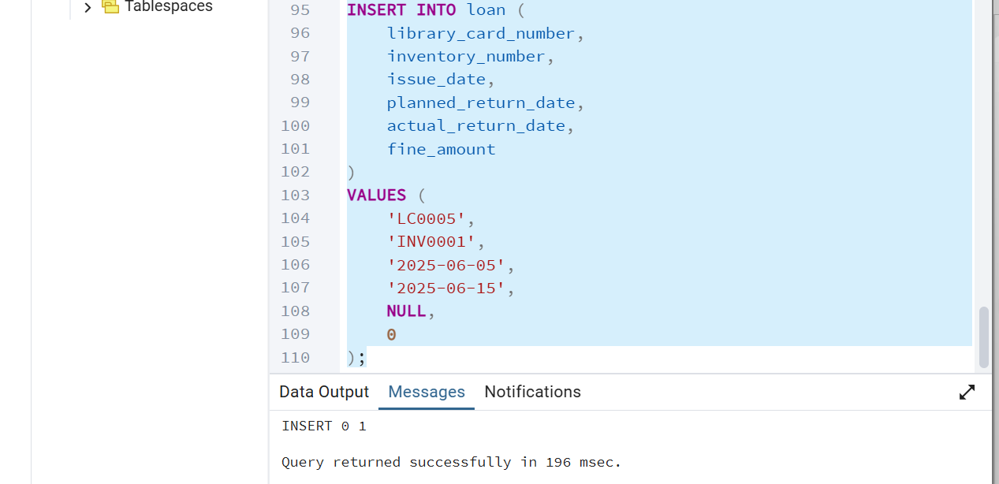 Tablespaces
95 INSERT INTO loan (
96     library_card_number,
97     inventory_number,
98     issue_date,
99     planned_return_date,
100     actual_return_date,
101     fine_amount
102 )
103 VALUES (
104     'LC0005',
105     'INV0001',
106     '2025-06-05',
107     '2025-06-15',
108     NULL,
109     0
110 );
Data Output Messages Notifications
INSERT 0 1
Query returned successfully in 196 msec.